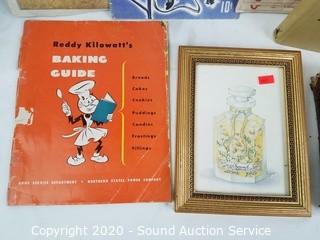 10¢
Reddy Kilowatt's
BAKING
GUIDE
Breads
Cakes
Cookies
Puddings
Candies
Frostings
Fillings
HOME SERVICE DEPARTMENT • NORTHERN STATES POWER COMPANY
Copyright 2020 - Sound Auction Service